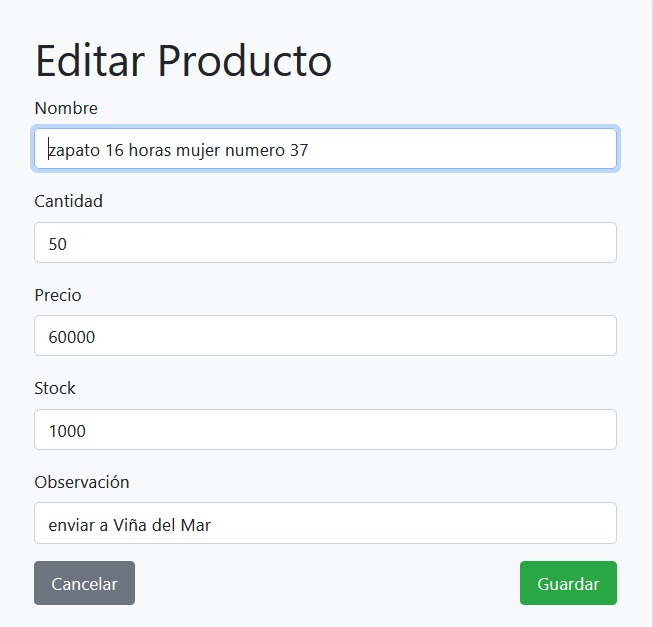 Editar Producto
Nombre
zapato 16 horas mujer numero 37
Cantidad
50
Precio
60000
Stock
1000
Observación
enviar a Viña del Mar
Cancelar Guardar